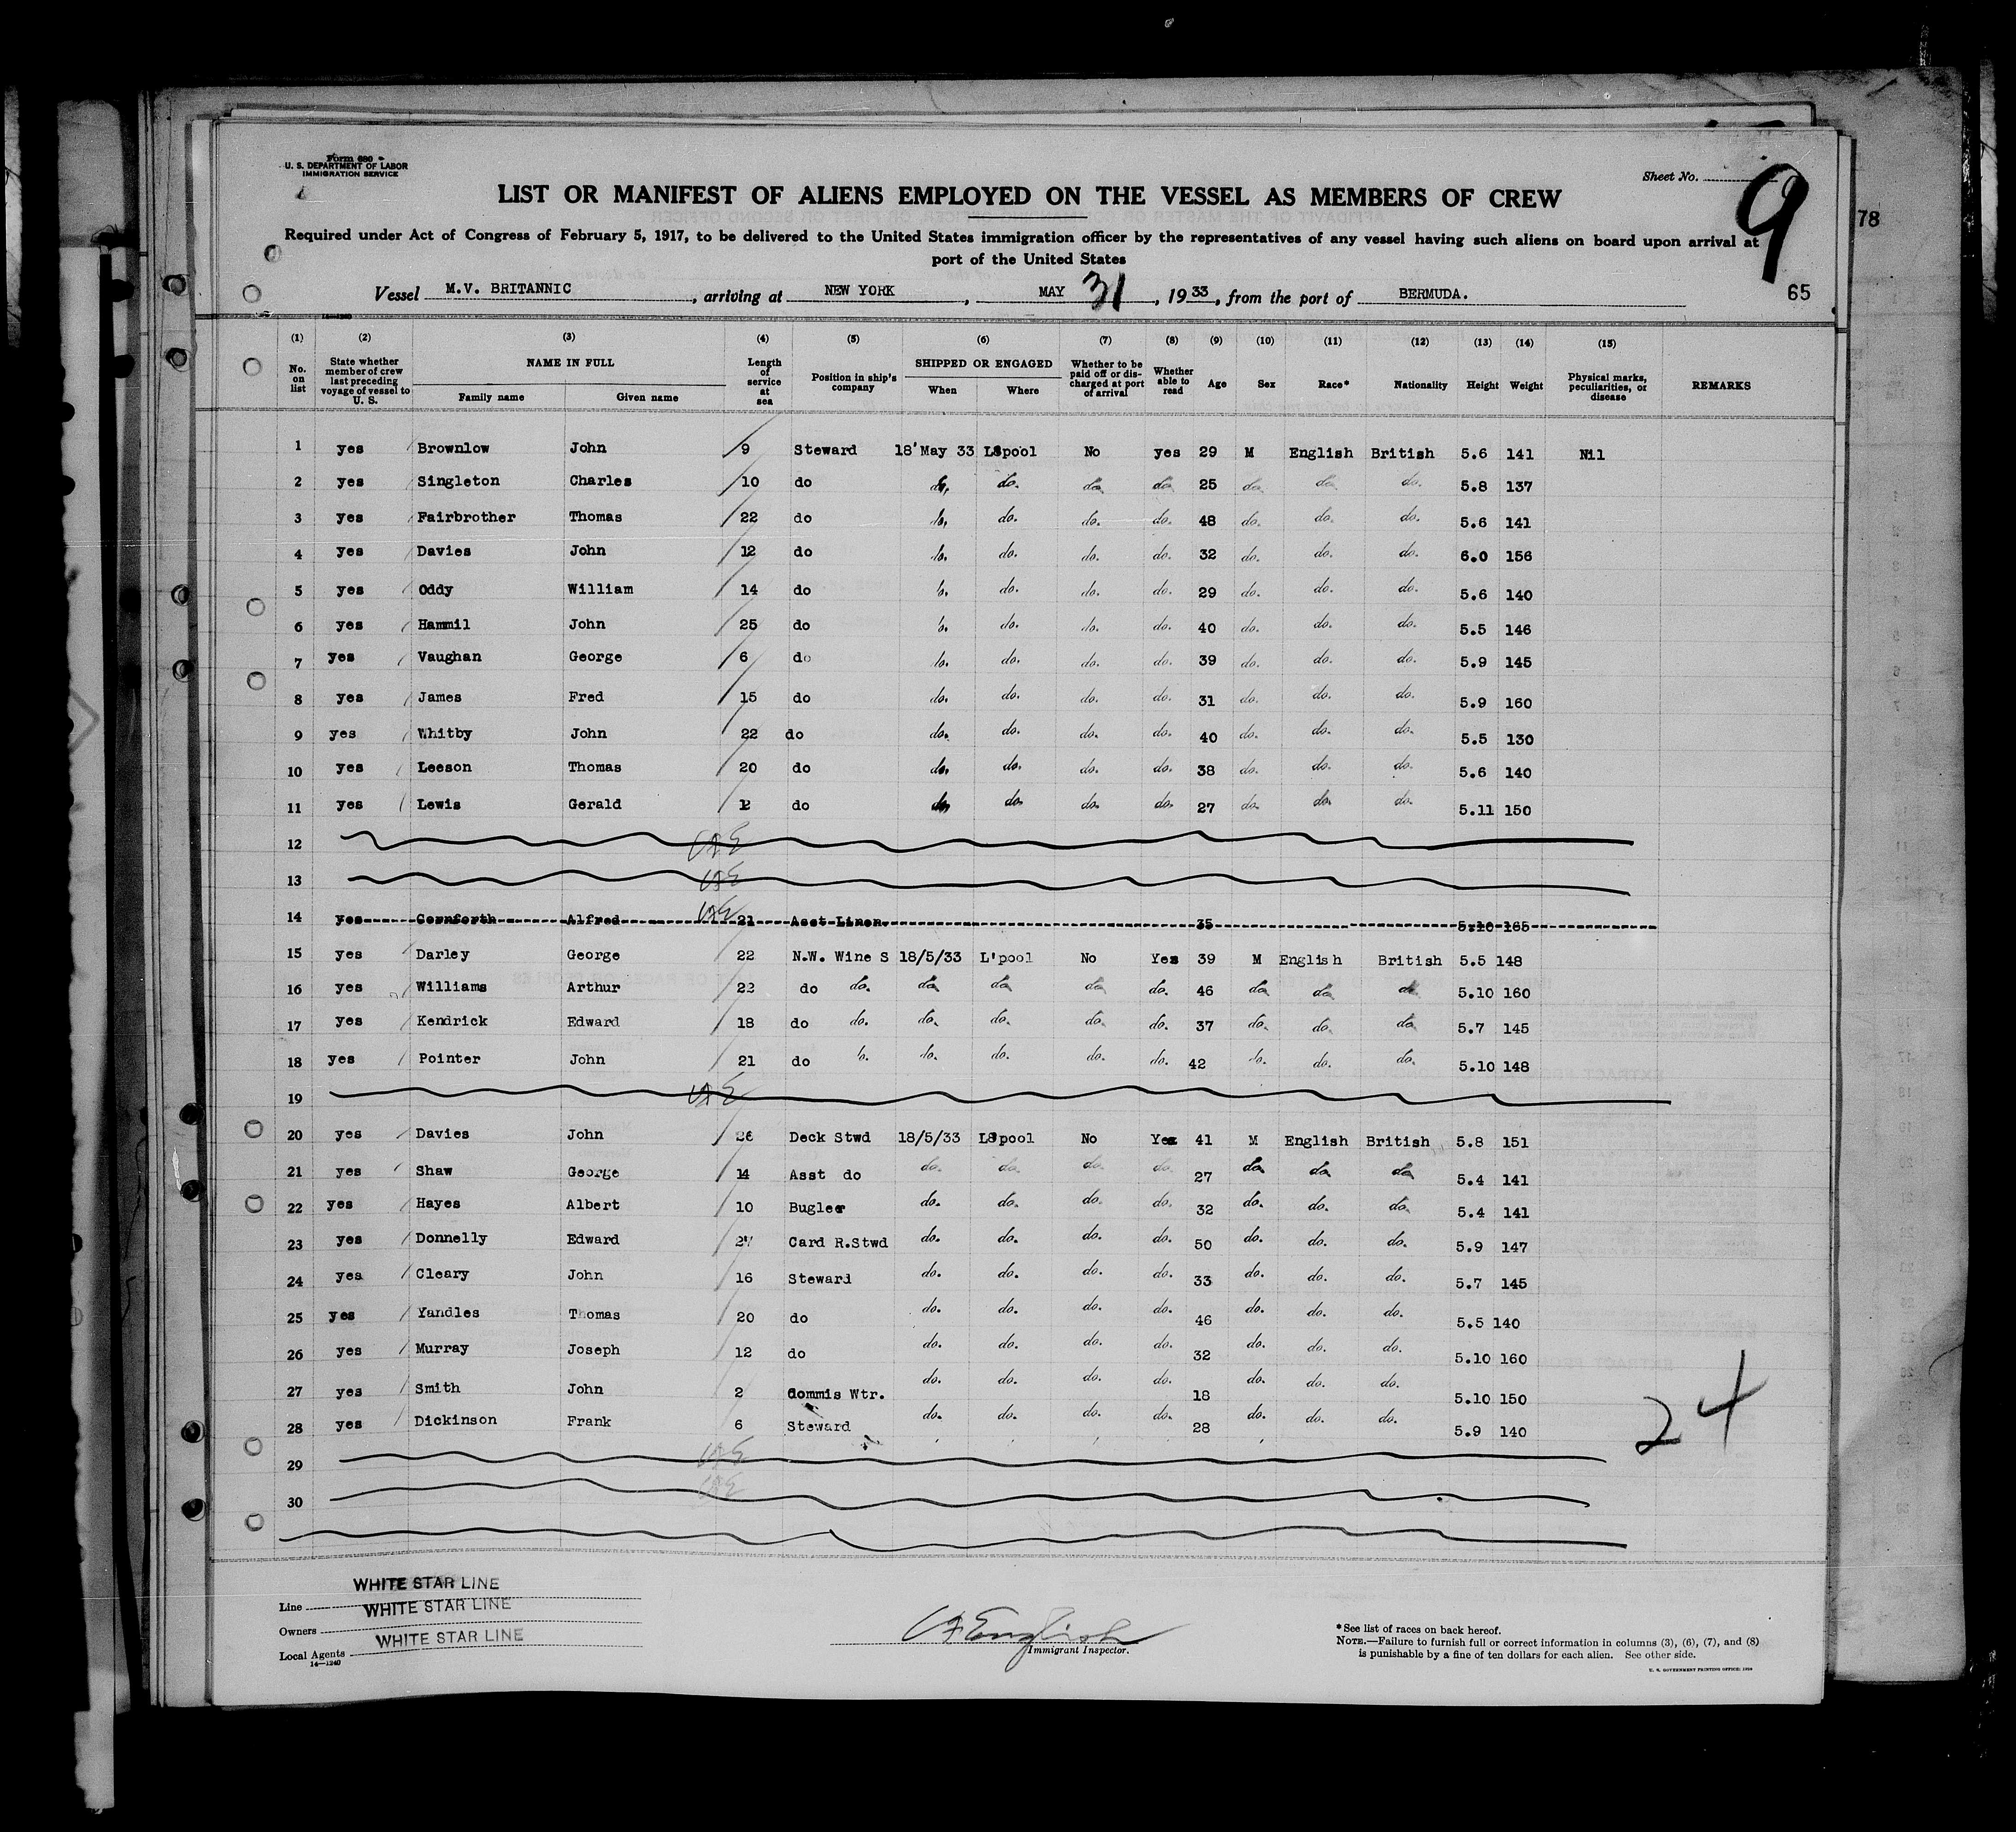 Form 680
U. S. DEPARTMENT OF LABOR
IMMIGRATION SERVICE
Sheet No. 9
LIST OR MANIFEST OF ALIENS EMPLOYED ON THE VESSEL AS MEMBERS OF CREW
78
Required under Act of Congress of February 5, 1917, to be delivered to the United States immigration officer by the representatives of any vessel having such aliens on board upon arrival at
port of the United States
Vessel M.V. BRITANNIC, arriving at NEW YORK, MAY 31, 1933, from the port of BERMUDA.
65
(1) (2) (3) (4) (5) (6) (7) (8) (9) (10) (11) (12) (13) (14) (15)
No. on list State whether member of crew last preceding voyage of vessel to U. S. NAME IN FULL Family name Given name Length of service at sea Position in ship's company SHIPPED OR ENGAGED When Where Whether to be paid off or discharged at port of arrival Whether able to read Age Sex Race* Nationality Height Weight Physical marks, peculiarities, or disease REMARKS
1 yes Brownlow John 9 Steward 18 May 33 L'pool No yes 29 M English British 5.6 141 Nil
2 yes Singleton Charles 10 do do. do. do. do. 25 do. do. do. 5.8 137
3 yes Fairbrother Thomas 22 do do. do. do. do. 48 do. do. do. 5.6 141
4 yes Davies John 12 do do. do. do. do. 32 do. do. do. 6.0 156
5 yes Oddy William 14 do do. do. do. do. 29 do. do. do. 5.6 140
6 yes Hammil John 25 do do. do. do. do. 40 do. do. do. 5.5 146
7 yes Vaughan George 6 do do. do. do. do. 39 do. do. do. 5.9 145
8 yes James Fred 15 do do. do. do. do. 31 do. do. do. 5.9 160
9 yes Whitby John 22 do do. do. do. do. 40 do. do. do. 5.5 130
10 yes Leeson Thomas 20 do do. do. do. do. 38 do. do. do. 5.6 140
11 yes Lewis Gerald 12 do do. do. do. do. 27 do. do. do. 5.11 150
12
13
14 yes Cornforth Alfred 21 Asst Linen. 35 5.10 165
15 yes Darley George 22 N.W. Wine S 18/5/33 L'pool No Yes 39 M English British 5.5 148
16 yes Williams Arthur 22 do do. do. do. do. do. 46 do. do. do. 5.10 160
17 yes Kendrick Edward 18 do do. do. do. do. do. 37 do. do. do. 5.7 145
18 yes Pointer John 21 do do. do. do. do. do. 42 do. do. do. 5.10 148
19
20 yes Davies John 26 Deck Stwd 18/5/33 L'pool No Yes 41 M English British 5.8 151
21 yes Shaw George 14 Asst do do. do. do. do. 27 do. do. do. 5.4 141
22 yes Hayes Albert 10 Bugler do. do. do. do. 32 do. do. do. 5.4 141
23 yes Donnelly Edward 27 Card R.Stwd do. do. do. do. 50 do. do. do. 5.9 147
24 yes Cleary John 16 Steward do. do. do. do. 33 do. do. do. 5.7 145
25 yes Yandles Thomas 20 do do. do. do. do. 46 do. do. do. 5.5 140
26 yes Murray Joseph 12 do do. do. do. do. 32 do. do. do. 5.10 160
27 yes Smith John 2 Commis Wtr. do. do. do. do. 18 do. do. do. 5.10 150
28 yes Dickinson Frank 6 Steward do. do. do. do. 28 do. do. do. 5.9 140
24
29
30
Line WHITE STAR LINE
Owners WHITE STAR LINE
Local Agents WHITE STAR LINE
14—1240
English
Immigrant Inspector.
*See list of races on back hereof.
NOTE.—Failure to furnish full or correct information in columns (3), (6), (7), and (8)
is punishable by a fine of ten dollars for each alien. See other side.
U. S. GOVERNMENT PRINTING OFFICE: